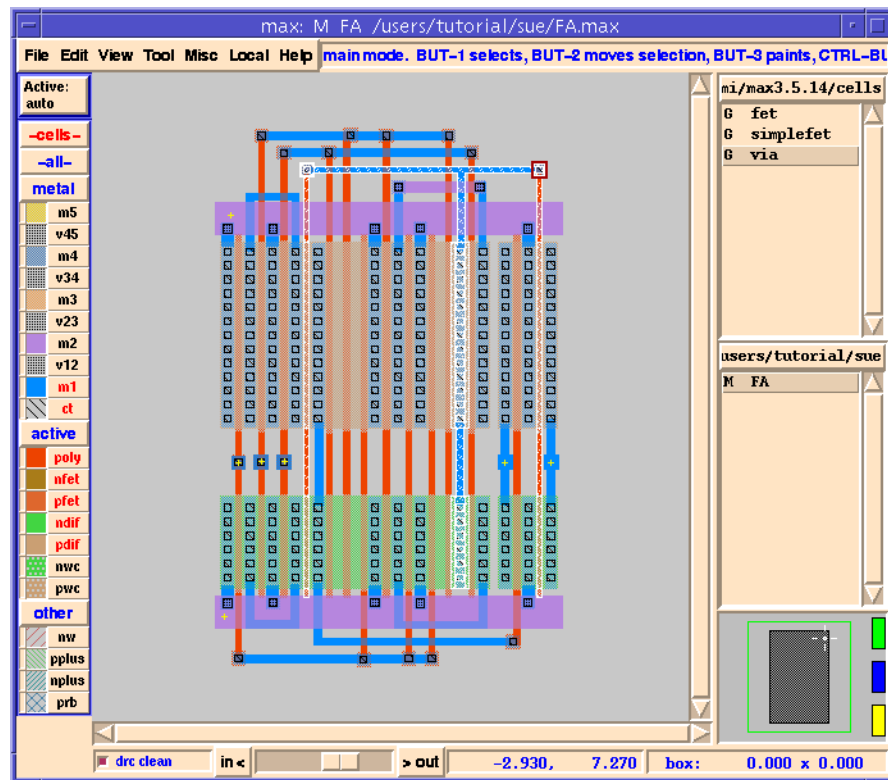 max: M FA /users/tutorial/sue/FA.max
File Edit View Tool Misc Local Help
main mode. BUT-1 selects, BUT-2 moves selection, BUT-3 paints, CTRL-BU
Active:
auto
-cells-
-all-
metal
m5
v45
m4
v34
m3
v23
m2
v12
m1
ct
active
poly
nfet
pfet
ndif
pdif
nwc
pwc
other
nw
pplus
nplus
prb
mi/max3.5.14/cells
G fet
G simplefet
G via
users/tutorial/sue
M FA
drc clean
in <
> out
-2.930, 7.270
box: 0.000 x 0.000